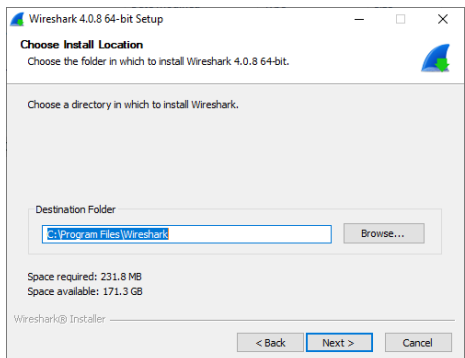 Wireshark 4.0.8 64-bit Setup
Choose Install Location
Choose the folder in which to install Wireshark 4.0.8 64-bit.
Choose a directory in which to install Wireshark.
Destination Folder
C:\Program Files\Wireshark
Browse...
Space required: 231.8 MB
Space available: 171.3 GB
Wireshark® Installer
< Back Next > Cancel